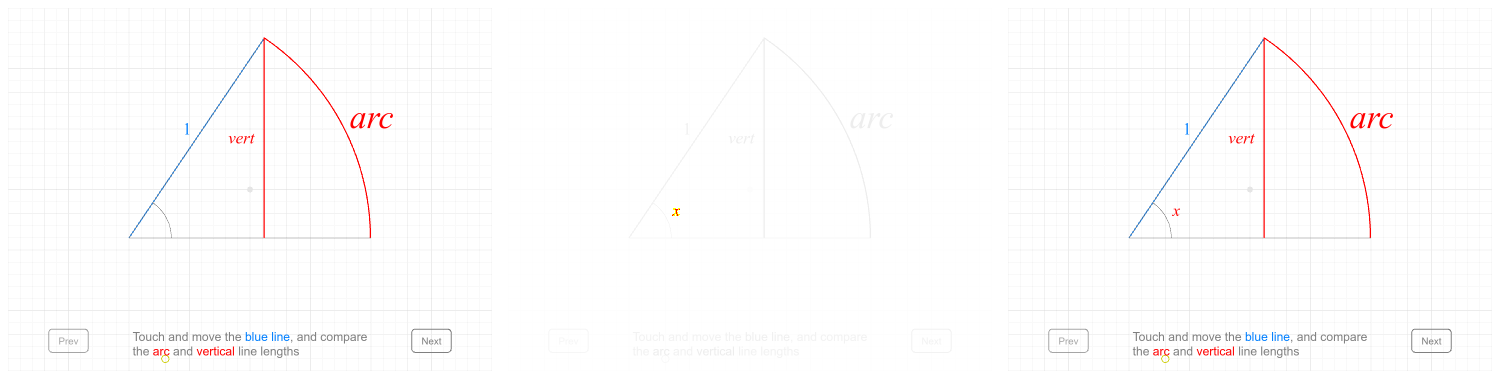 arc
1
vert
Prev
Touch and move the blue line, and compare
the arc and vertical line lengths
Next
arc
1
vert
x
Prev
Touch and move the blue line, and compare
the arc and vertical line lengths
Next
arc
1
vert
x
Prev
Touch and move the blue line, and compare
the arc and vertical line lengths
Next